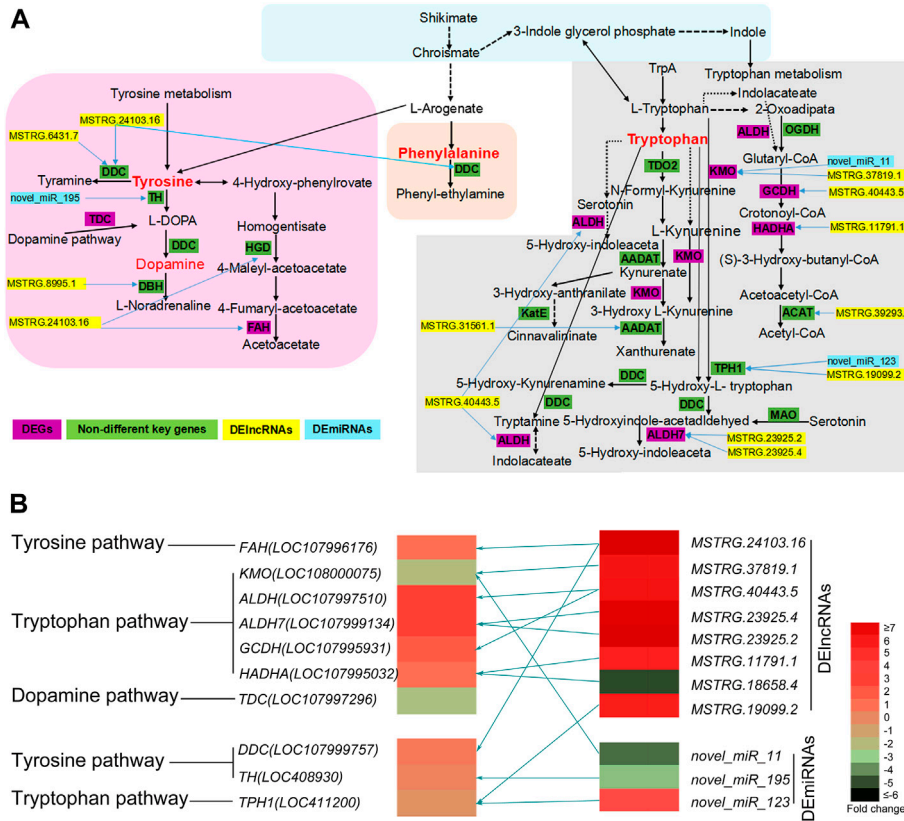 A
Shikimate
Chroismate
3-Indole glycerol phosphate
Indole
Tryptophan metabolism
TrpA
L-Tryptophan
Indolacateate
2-Oxoadipata
Tyrosine metabolism
MSTRG.24103.16
MSTRG.6431.7
DDC
Tyramine
Tyrosine
4-Hydroxy-phenylrovate
novel_miR_195
TH
TDC
L-DOPA
Dopamine pathway
DDC
Dopamine
Homogentisate
HGD
4-Maleyl-acetoacetate
MSTRG.8995.1
DBH
L-Noradrenaline
4-Fumaryl-acetoacetate
MSTRG.24103.16
FAH
Acetoacetate
L-Arogenate
Phenylalanine
DDC
Phenyl-ethylamine
Tryptophan
TDO2
N-Formyl-Kynurenine
Serotonin
ALDH
L-Kynurenine
5-Hydroxy-indoleaceta
AADAT
KMO
Kynurenate
3-Hydroxy-anthranilate
KMO
KatE
3-Hydroxy L-Kynurenine
MSTRG.31561.1
AADAT
Cinnavalininate
Xanthurenate
ALDH
OGDH
Glutaryl-CoA
KMO
novel_miR_11
MSTRG.37819.1
GCDH
MSTRG.40443.5
Crotonoyl-CoA
HADHA
MSTRG.11791.1
(S)-3-Hydroxy-butanyl-CoA
Acetoacetyl-CoA
ACAT
MSTRG.39293.
Acetyl-CoA
TPH1
novel_miR_123
MSTRG.19099.2
5-Hydroxy-Kynurenamine
DDC
5-Hydroxy-L- tryptophan
MSTRG.40443.5
DDC
DDC
MAO
Tryptamine
5-Hydroxyindole-acetadldehyed
Serotonin
ALDH
ALDH7
MSTRG.23925.2
MSTRG.23925.4
Indolacateate
5-Hydroxy-indoleaceta
DEGs
Non-different key genes
DElncRNAs
DEmiRNAs
B
Tyrosine pathway
FAH(LOC107996176)
KMO(LOC108000075)
ALDH(LOC107997510)
Tryptophan pathway
ALDH7(LOC107999134)
GCDH(LOC107995931)
HADHA(LOC107995032)
Dopamine pathway
TDC(LOC107997296)
Tyrosine pathway
DDC(LOC107999757)
TH(LOC408930)
Tryptophan pathway
TPH1(LOC411200)
MSTRG.24103.16
MSTRG.37819.1
MSTRG.40443.5
MSTRG.23925.4
MSTRG.23925.2
MSTRG.11791.1
MSTRG.18658.4
MSTRG.19099.2
DElncRNAs
novel_miR_11
novel_miR_195
novel_miR_123
DEmiRNAs
≥7
6
5
4
3
2
1
0
-1
-2
-3
-4
-5
≤-6
Fold change